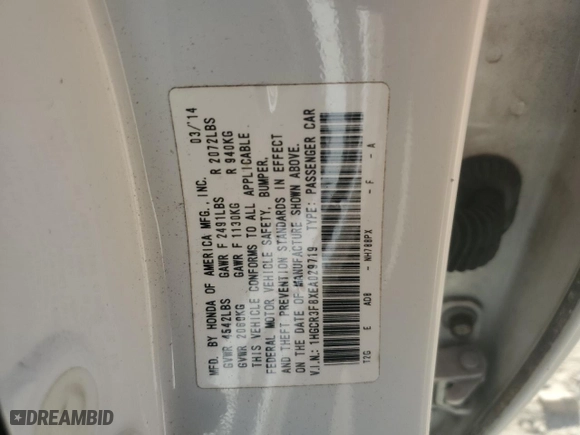 MFD. BY HONDA OF AMERICA MFG., INC. 03/14
GVWR 4542LBS GAWR F 2491LBS R 2072LBS
GVWR 2060KG GAWR F 1130KG R 940KG
THIS VEHICLE CONFORMS TO ALL APPLICABLE
FEDERAL MOTOR VEHICLE SAFETY, BUMPER,
AND THEFT PREVENTION STANDARDS IN EFFECT
ON THE DATE OF MANUFACTURE SHOWN ABOVE.
V.I.N.: 1HGCR3F8XEA029719 TYPE: PASSENGER CAR
T2G E AD8 - NH788PX - F - A
DREAMBID